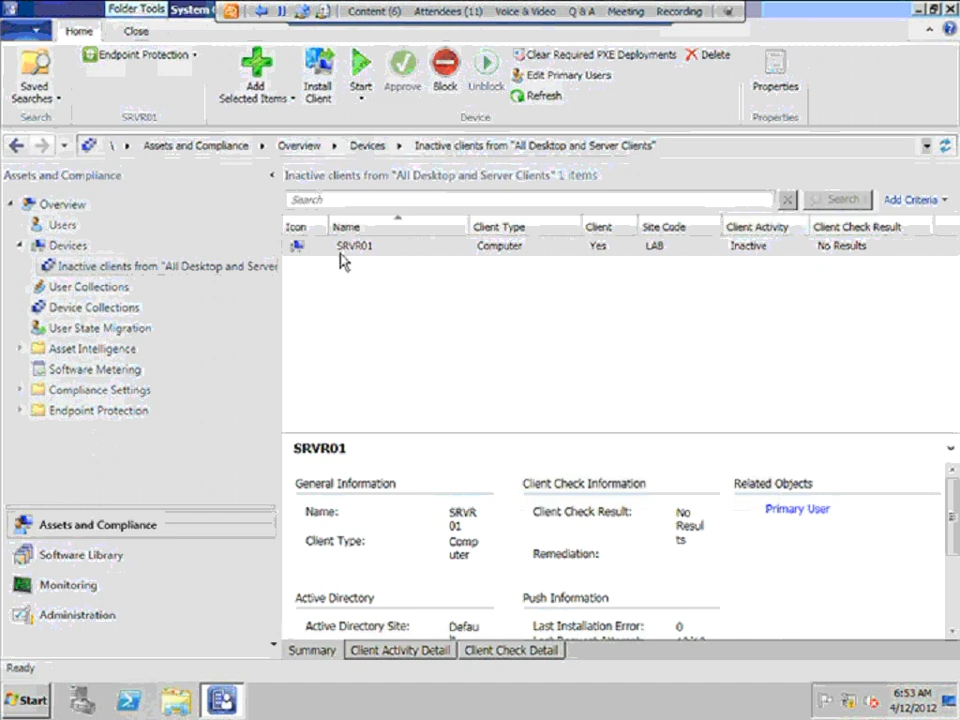 Folder Tools System C
Content (6) Attendees (11) Voice & Video Q & A Meeting Recording
Home Close
Saved Searches
Search
Endpoint Protection
SRVR01
Add Selected Items
Install Client
Start
Approve
Block
Unblock
Clear Required PXE Deployments
Delete
Edit Primary Users
Refresh
Device
Properties
Properties
\ Assets and Compliance Overview Devices Inactive clients from "All Desktop and Server Clients"
Assets and Compliance
Overview
Users
Devices
Inactive clients from "All Desktop and Server
User Collections
Device Collections
User State Migration
Asset Intelligence
Software Metering
Compliance Settings
Endpoint Protection
Assets and Compliance
Software Library
Monitoring
Administration
Inactive clients from "All Desktop and Server Clients" 1 items
Search
Search
Add Criteria
Icon Name Client Type Client Site Code Client Activity Client Check Result
SRVR01 Computer Yes LAB Inactive No Results
SRVR01
General Information
Name: SRVR
01
Client Type: Comp
uter
Client Check Information
Client Check Result: No
Resul
ts
Remediation:
Related Objects
Primary User
Active Directory
Active Directory Site: Defau
Push Information
Last Installation Error: 0
Summary Client Activity Detail Client Check Detail
Ready
Start
6:53 AM
4/12/2012